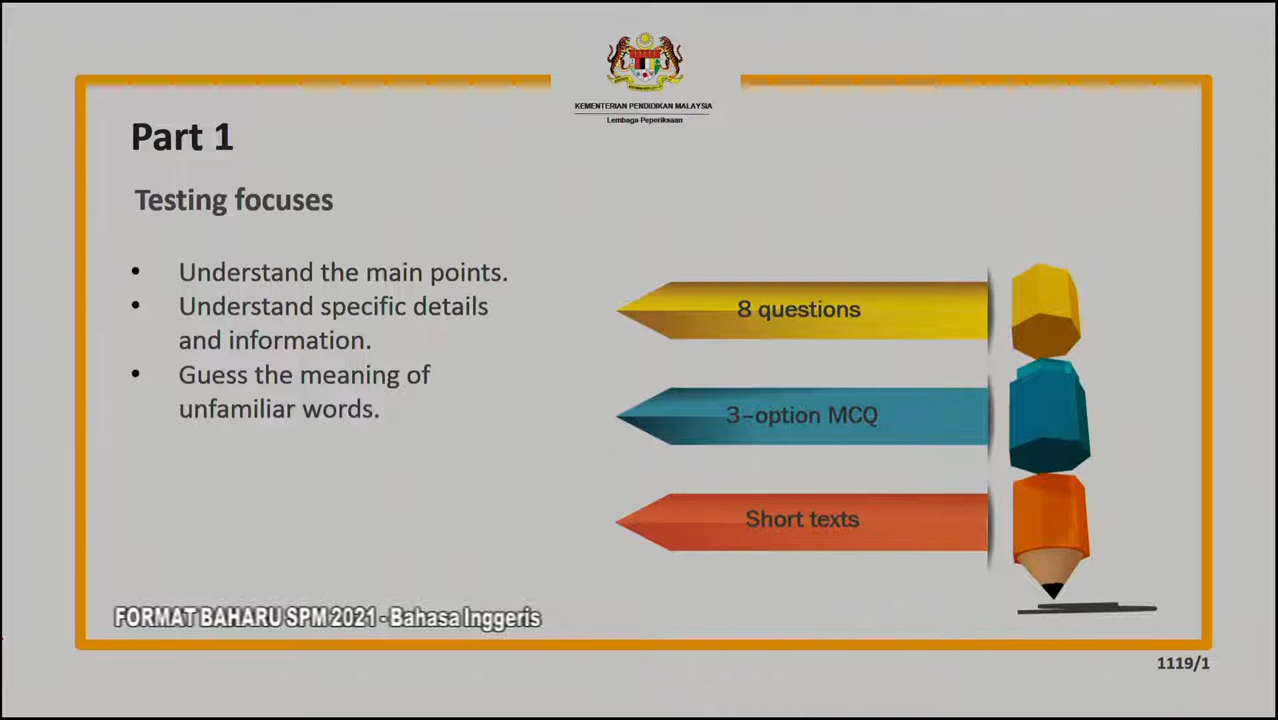 KEMENTERIAN PENDIDIKAN MALAYSIA
Lembaga Peperiksaan
Part 1
Testing focuses
• Understand the main points.
• Understand specific details
and information.
• Guess the meaning of
unfamiliar words.
8 questions
3-option MCQ
Short texts
FORMAT BAHARU SPM 2021 - Bahasa Inggeris
1119/1